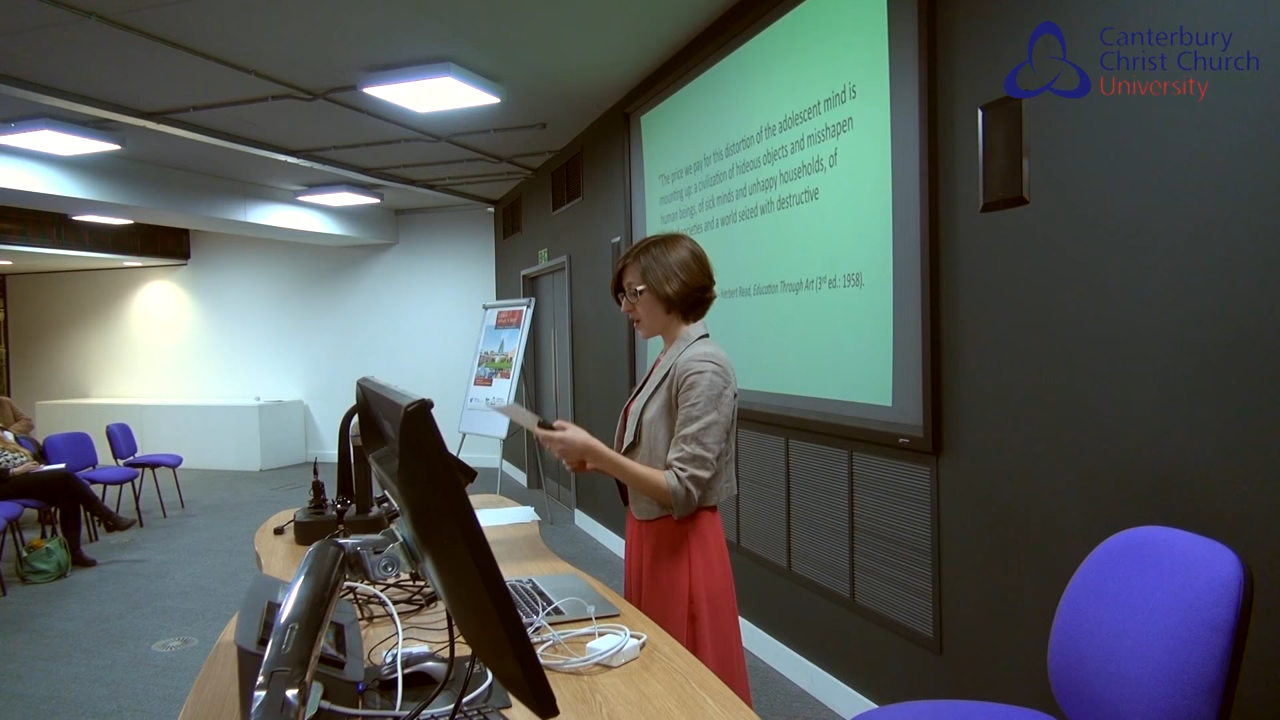 Canterbury
Christ Church
University
"The price we pay for this distortion of the adolescent mind is
mounting up: a civilization of hideous objects and misshapen
human beings, of sick minds and unhappy households, of
societies and a world seized with destructive
Herbert Read, Education Through Art (3rd ed.: 1958).